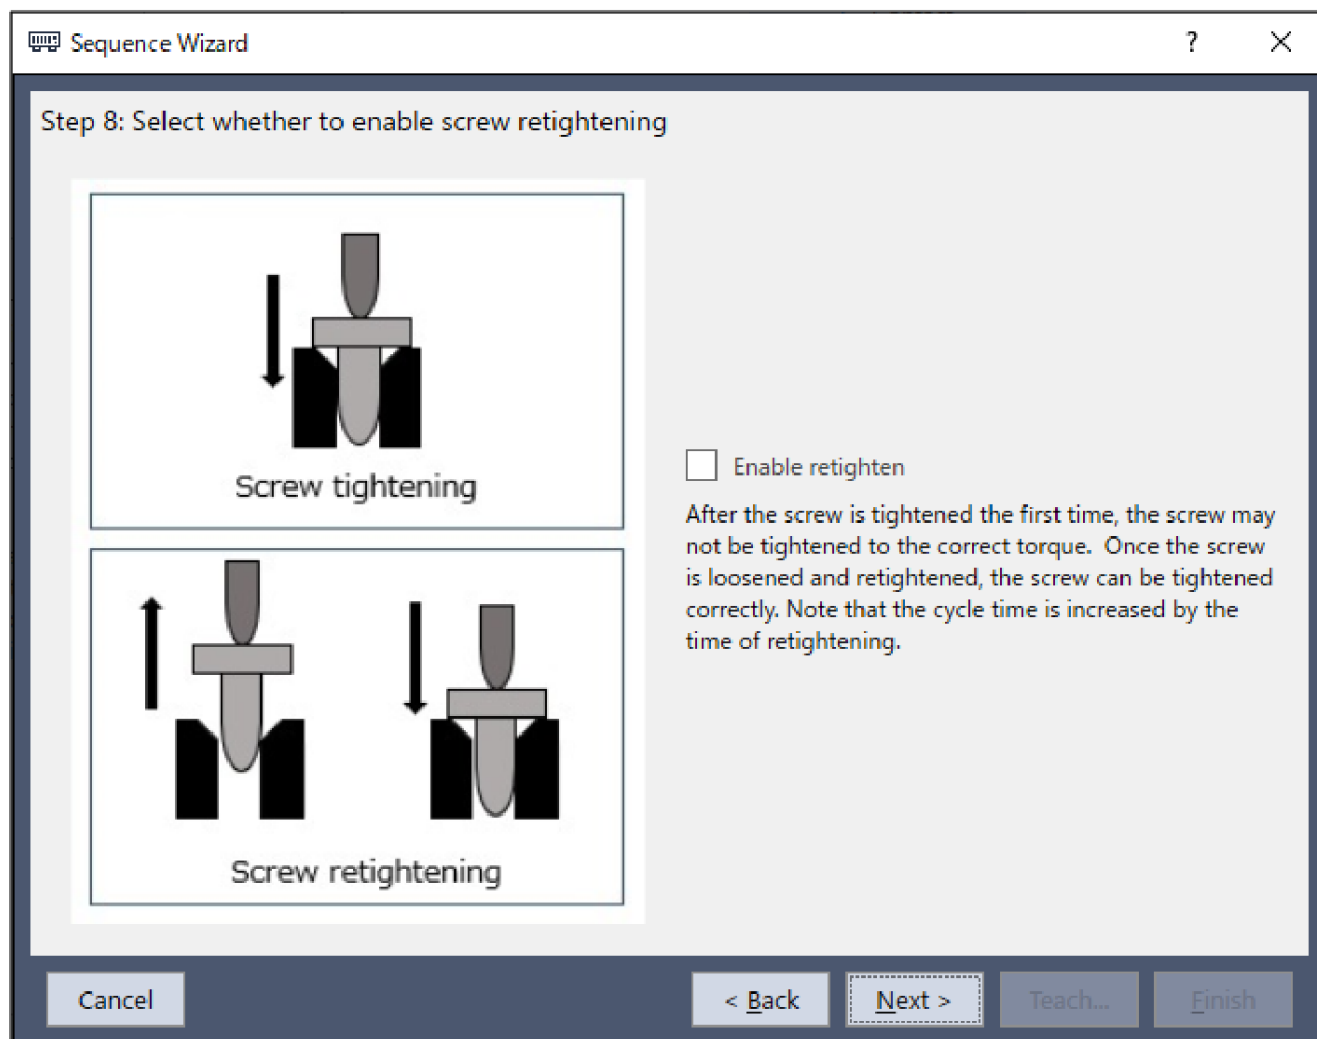 Sequence Wizard
?
Step 8: Select whether to enable screw retightening
Screw tightening
Screw retightening
Enable retighten
After the screw is tightened the first time, the screw may
not be tightened to the correct torque.  Once the screw
is loosened and retightened, the screw can be tightened
correctly. Note that the cycle time is increased by the
time of retightening.
Cancel
< Back
Next >
Teach...
Finish